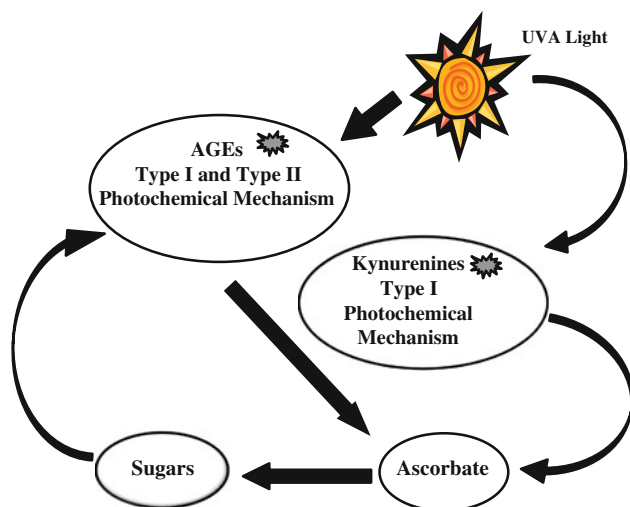 UVA Light
AGEs
Type I and Type II
Photochemical Mechanism
Kynurenines
Type I
Photochemical
Mechanism
Sugars
Ascorbate